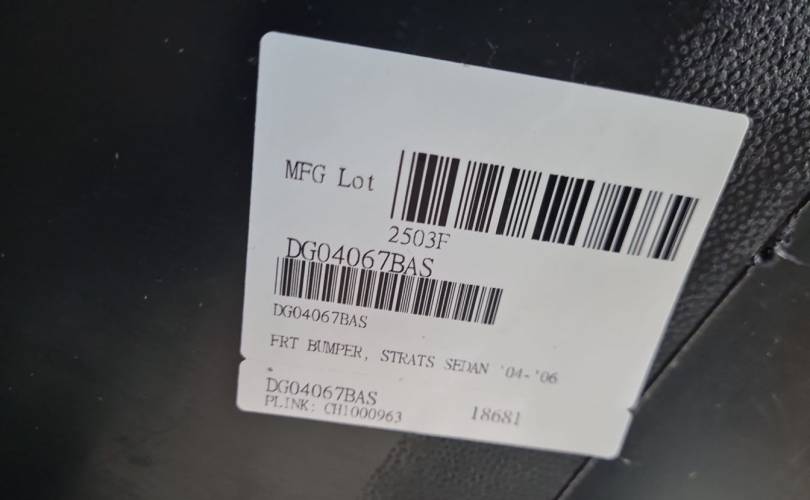 MFG Lot
2503F
DG04067BAS
DG04067BAS
FRT BUMPER, STRATS SEDAN '04-'06
DG04067BAS
PLINK: CH1000963 18681